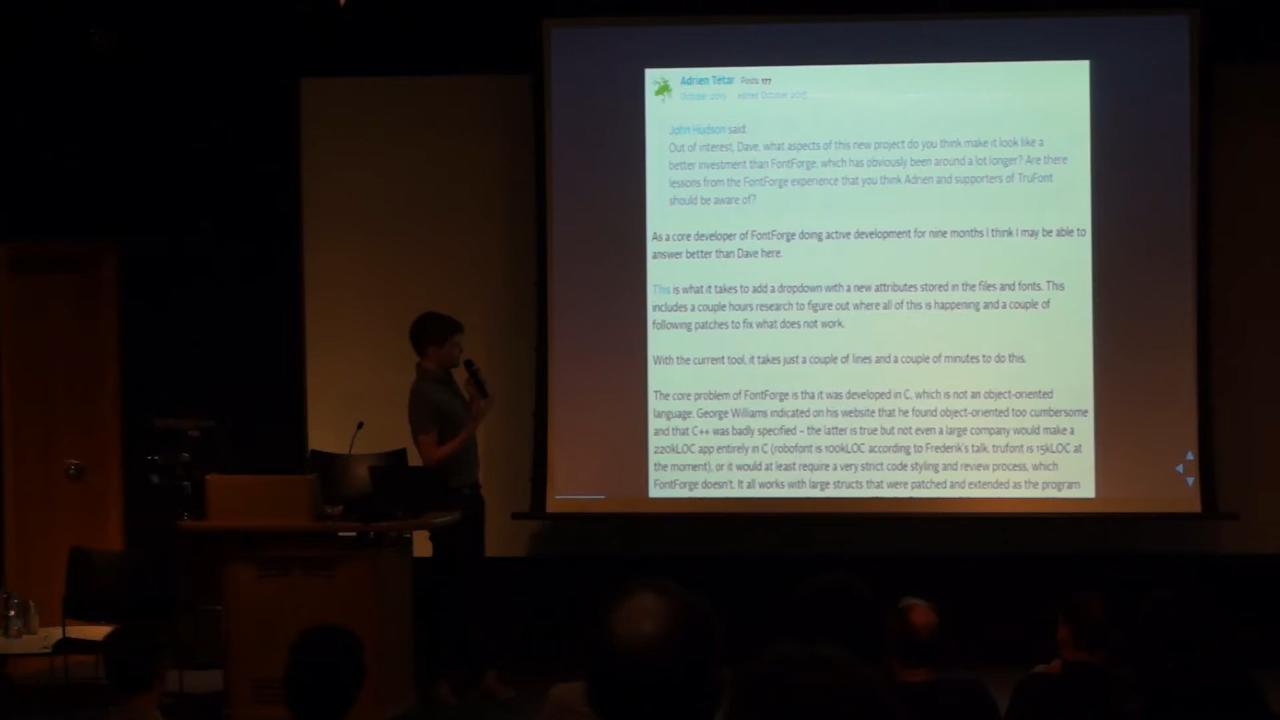 Adrien Tétar Posts: 177
October 2015 edited October 2015
John Hudson said:
Out of interest, Dave, what aspects of this new project do you think make it look like a
better investment than FontForge, which has obviously been around a lot longer? Are there
lessons from the FontForge experience that you think Adrien and supporters of TruFont
should be aware of?
As a core developer of FontForge doing active development for nine months I think I may be able to
answer better than Dave here.
This is what it takes to add a dropdown with a new attributes stored in the files and fonts. This
includes a couple hours research to figure out where all of this is happening and a couple of
following patches to fix what does not work.
With the current tool, it takes just a couple of lines and a couple of minutes to do this.
The core problem of FontForge is tha it was developed in C, which is not an object-oriented
language. George Williams indicated on his website that he found object-oriented too cumbersome
and that C++ was badly specified – the latter is true but not even a large company would make a
220kLOC app entirely in C (robofont is 100kLOC according to Frederik's talk, trufont is 15kLOC at
the moment), or it would at least require a very strict code styling and review process, which
FontForge doesn't. It all works with large structs that were patched and extended as the program